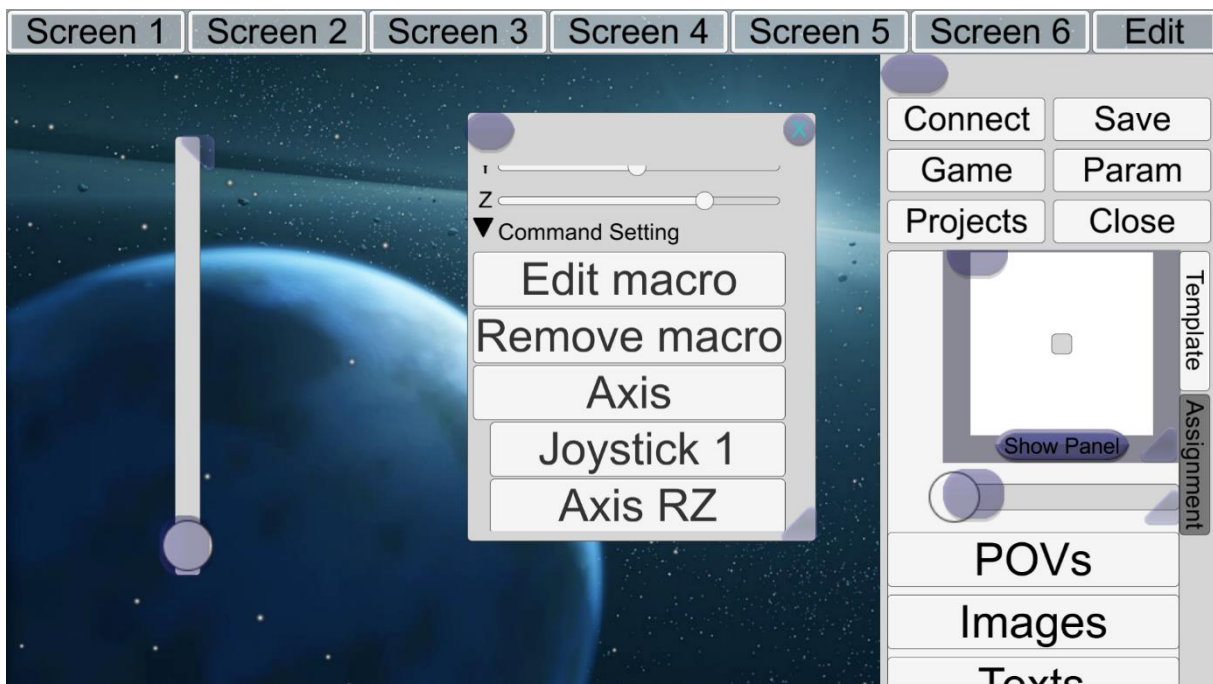 Screen 1 Screen 2 Screen 3 Screen 4 Screen 5 Screen 6 Edit
Connect Save
Game Param
Projects Close
Z
Command Setting
Edit macro
Remove macro
Axis
Joystick 1
Axis RZ
X
Template
Assignment
Show Panel
POVs
Images
Texts